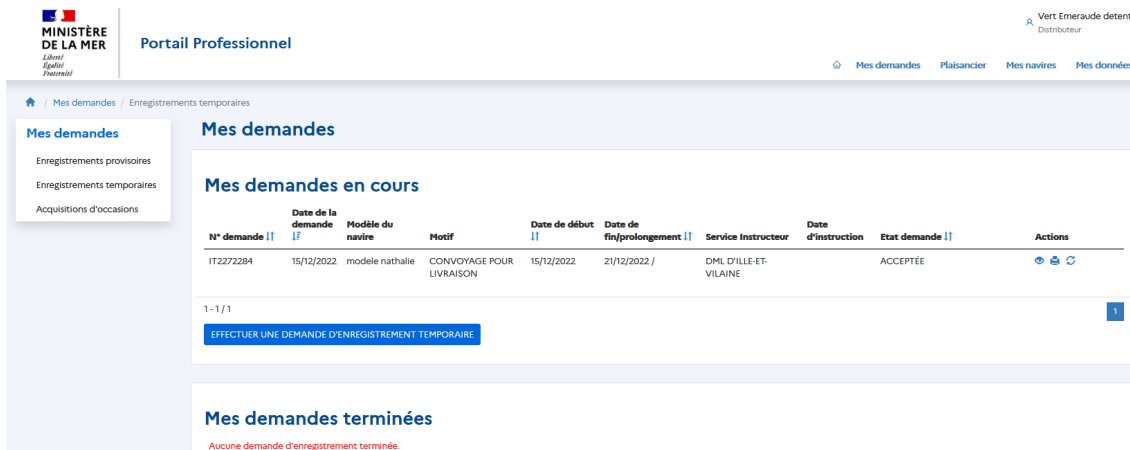 MINISTÈRE
DE LA MER
Liberté
Égalité
Fraternité
Portail Professionnel
Vert Emeraude detent
Distributeur
Mes demandes Plaisancier Mes navires Mes données
/ Mes demandes / Enregistrements temporaires
Mes demandes
Enregistrements provisoires
Enregistrements temporaires
Acquisitions d'occasions
Mes demandes
Mes demandes en cours
N° demande Date de la demande Modèle du navire Motif Date de début Date de fin/prolongement Service Instructeur Date d'instruction Etat demande Actions
IT2272284 15/12/2022 modele nathalie CONVOYAGE POUR LIVRAISON 15/12/2022 21/12/2022 / DML D'ILLE-ET-VILAINE ACCEPTÉE
1 - 1 / 1
1
EFFECTUER UNE DEMANDE D'ENREGISTREMENT TEMPORAIRE
Mes demandes terminées
Aucune demande d'enregistrement terminée.